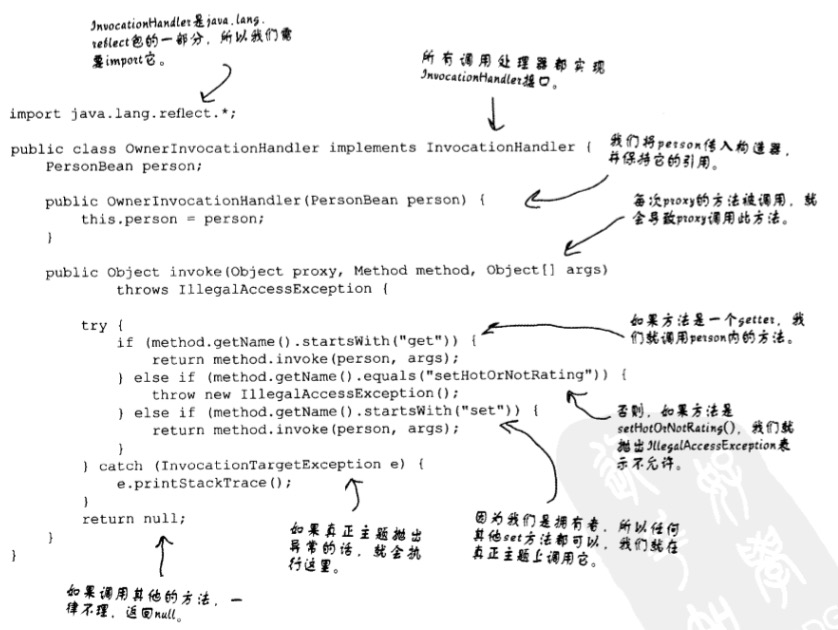 InvocationHandler是java.lang.
reflect包的一部分，所以我们需
要import它。
所有调用处理器都实现
InvocationHandler接口。
import java.lang.reflect.*;
public class OwnerInvocationHandler implements InvocationHandler {
PersonBean person;
我们将person传入构造器，
并保持它的引用。
public OwnerInvocationHandler(PersonBean person) {
this.person = person;
}
每次proxy的方法被调用，就
会导致proxy调用此方法。
public Object invoke(Object proxy, Method method, Object[] args)
throws IllegalAccessException {
try {
if (method.getName().startsWith("get")) {
return method.invoke(person, args);
如果方法是一个getter，我
们就调用person内的方法。
} else if (method.getName().equals("setHotOrNotRating")) {
throw new IllegalAccessException();
} else if (method.getName().startsWith("set")) {
return method.invoke(person, args);
}
否则，如果方法是
setHotOrNotRating()，我们就
抛出IllegalAccessException表
示不允许。
} catch (InvocationTargetException e) {
e.printStackTrace();
}
return null;
}
}
如果真正主题抛出
异常的话，就会执
行这里。
因为我们是拥有者，所以任何
其他set方法都可以，我们就在
真正主题上调用它。
如果调用其他的方法，一
律不理，返回null。